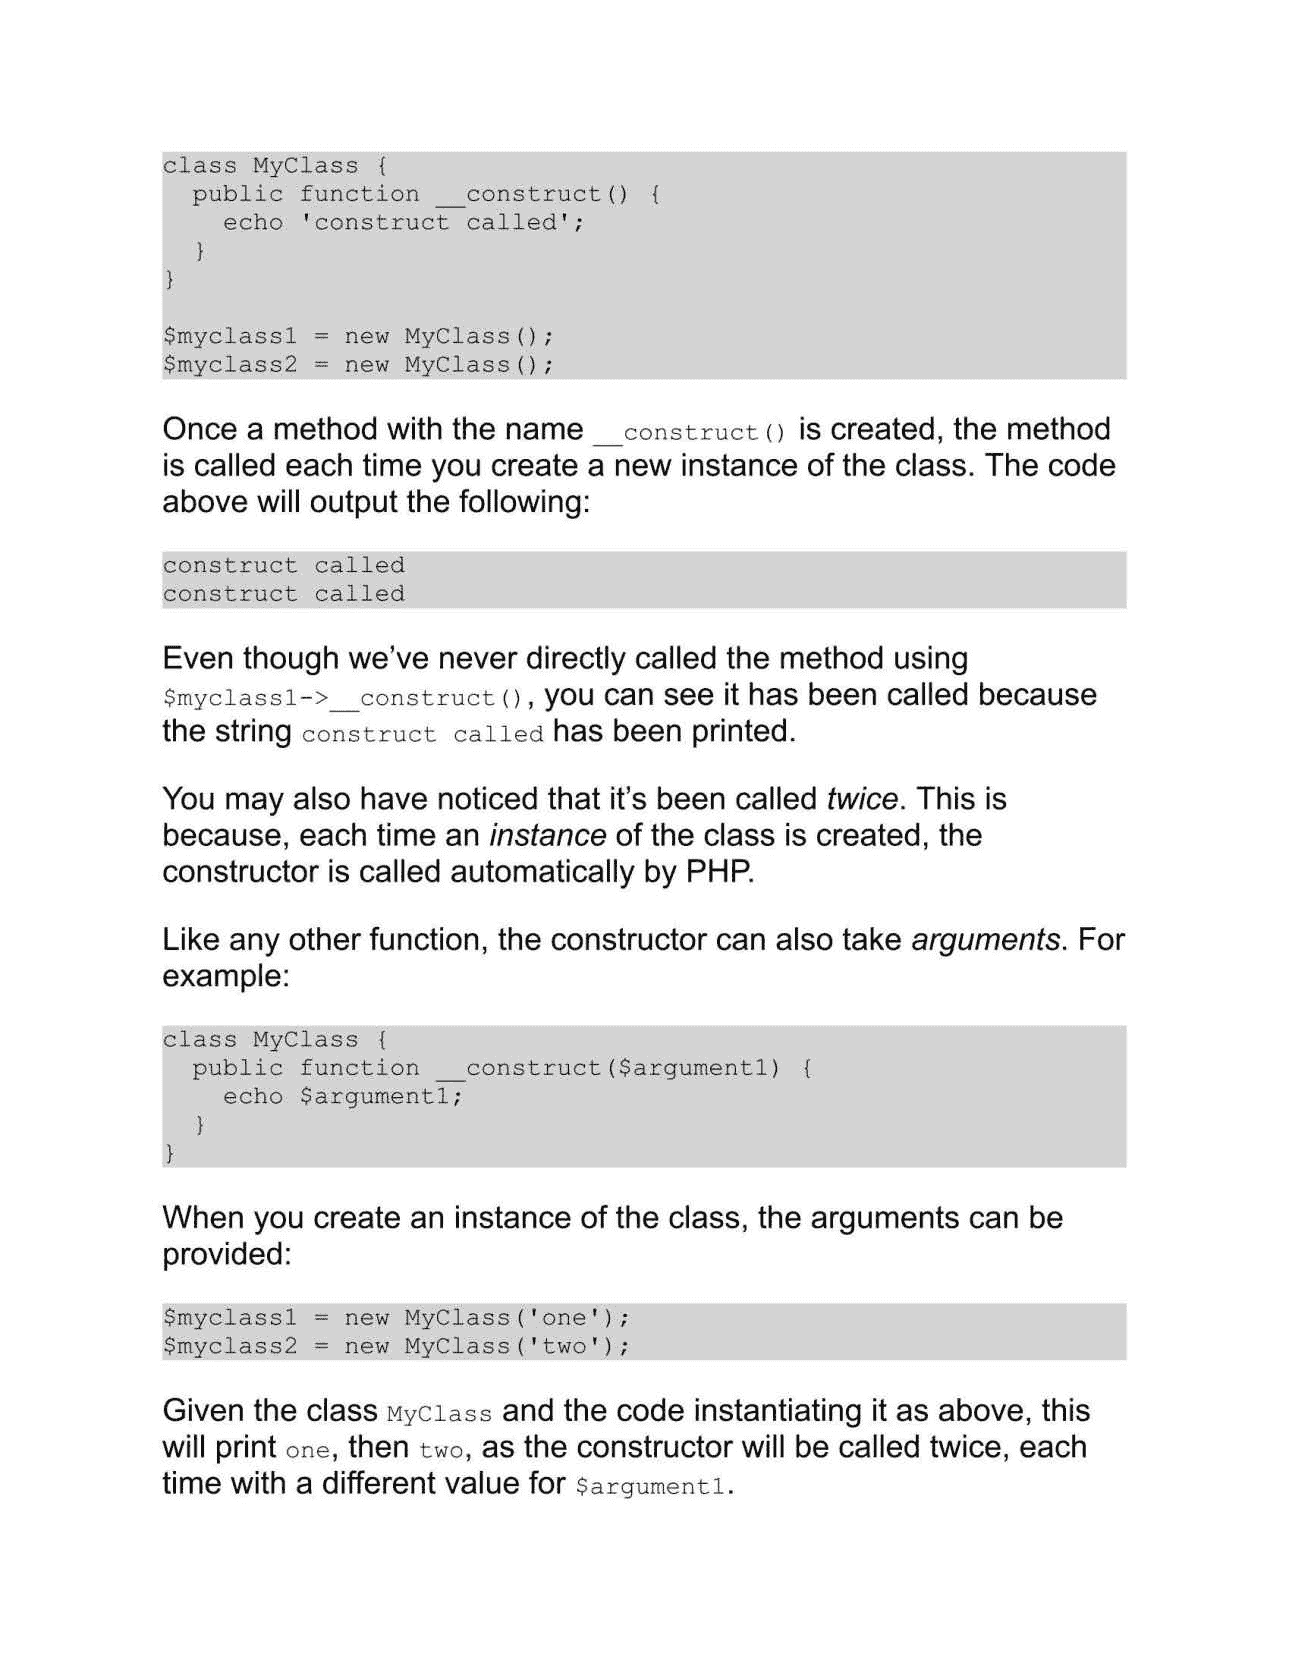 class MyClass {
  public function __construct() {
    echo 'construct called';
  }
}

$myclass1 = new MyClass();
$myclass2 = new MyClass();
Once a method with the name __construct() is created, the method
is called each time you create a new instance of the class. The code
above will output the following:
construct called
construct called
Even though we’ve never directly called the method using
$myclass1->__construct(), you can see it has been called because
the string construct called has been printed.
You may also have noticed that it’s been called twice. This is
because, each time an instance of the class is created, the
constructor is called automatically by PHP.
Like any other function, the constructor can also take arguments. For
example:
class MyClass {
  public function __construct($argument1) {
    echo $argument1;
  }
}
When you create an instance of the class, the arguments can be
provided:
$myclass1 = new MyClass('one');
$myclass2 = new MyClass('two');
Given the class MyClass and the code instantiating it as above, this
will print one, then two, as the constructor will be called twice, each
time with a different value for $argument1.